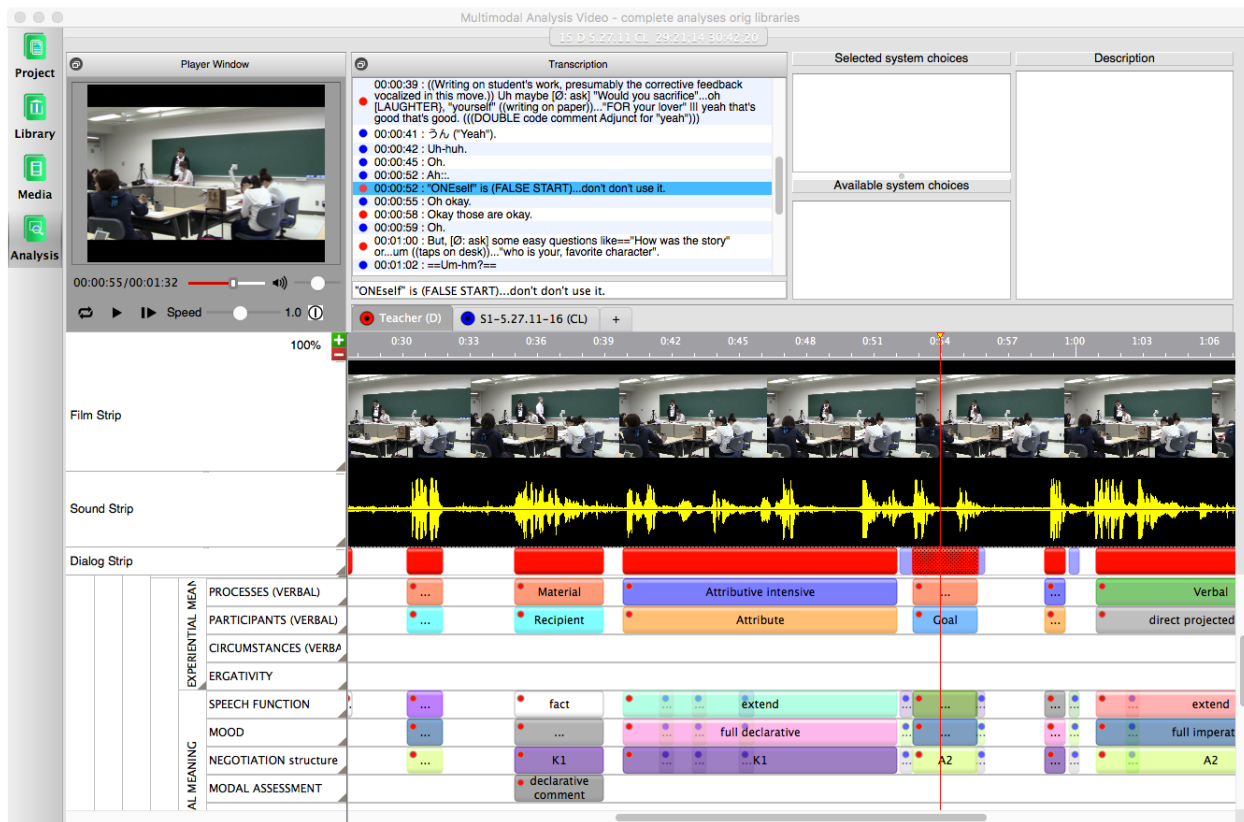 Multimodal Analysis Video - complete analyses orig libraries
15 D 5.27.11 CL 29:21-14 30:42-20
Project
Library
Media
Analysis
Player Window
00:00:55/00:01:32
Speed
1.0
Transcription
00:00:39 : ((Writing on student's work, presumably the corrective feedback
vocalized in this move.)) Uh maybe [Ø: ask] "Would you sacrifice"...oh
[LAUGHTER}, "yourself" ((writing on paper))..."FOR your lover" III yeah that's
good that's good. (((DOUBLE code comment Adjunct for "yeah")))
00:00:41 : うん ("Yeah").
00:00:42 : Uh-huh.
00:00:45 : Oh.
00:00:52 : Ah::.
00:00:52 : "ONEself" is (FALSE START)...don't don't use it.
00:00:55 : Oh okay.
00:00:58 : Okay those are okay.
00:00:59 : Oh.
00:01:00 : But, [Ø: ask] some easy questions like=="How was the story"
or...um ((taps on desk))..."who is your, favorite character".
00:01:02 : ==Um-hm?==
"ONEself" is (FALSE START)...don't don't use it.
Selected system choices
Available system choices
Description
Teacher (D)
S1-5.27.11-16 (CL)
+
100%
0:30 0:33 0:36 0:39 0:42 0:45 0:48 0:51 0:54 0:57 1:00 1:03 1:06
Film Strip
Sound Strip
Dialog Strip
EXPERIENTIAL MEAN
PROCESSES (VERBAL) ... Material Attributive intensive ... ... Verbal
PARTICIPANTS (VERBAL) ... Recipient Attribute Goal ... direct projected
CIRCUMSTANCES (VERBA
ERGATIVITY
AL MEANING
SPEECH FUNCTION ... fact ... ... ... extend ... ... ... ... ... ... extend
MOOD ... ... ... ... full declarative ... ... ... ... ... ... full imperat
NEGOTIATION structure ... K1 ... ... ... K1 ... A2 ... ... ... ... A2
MODAL ASSESSMENT declarative
comment